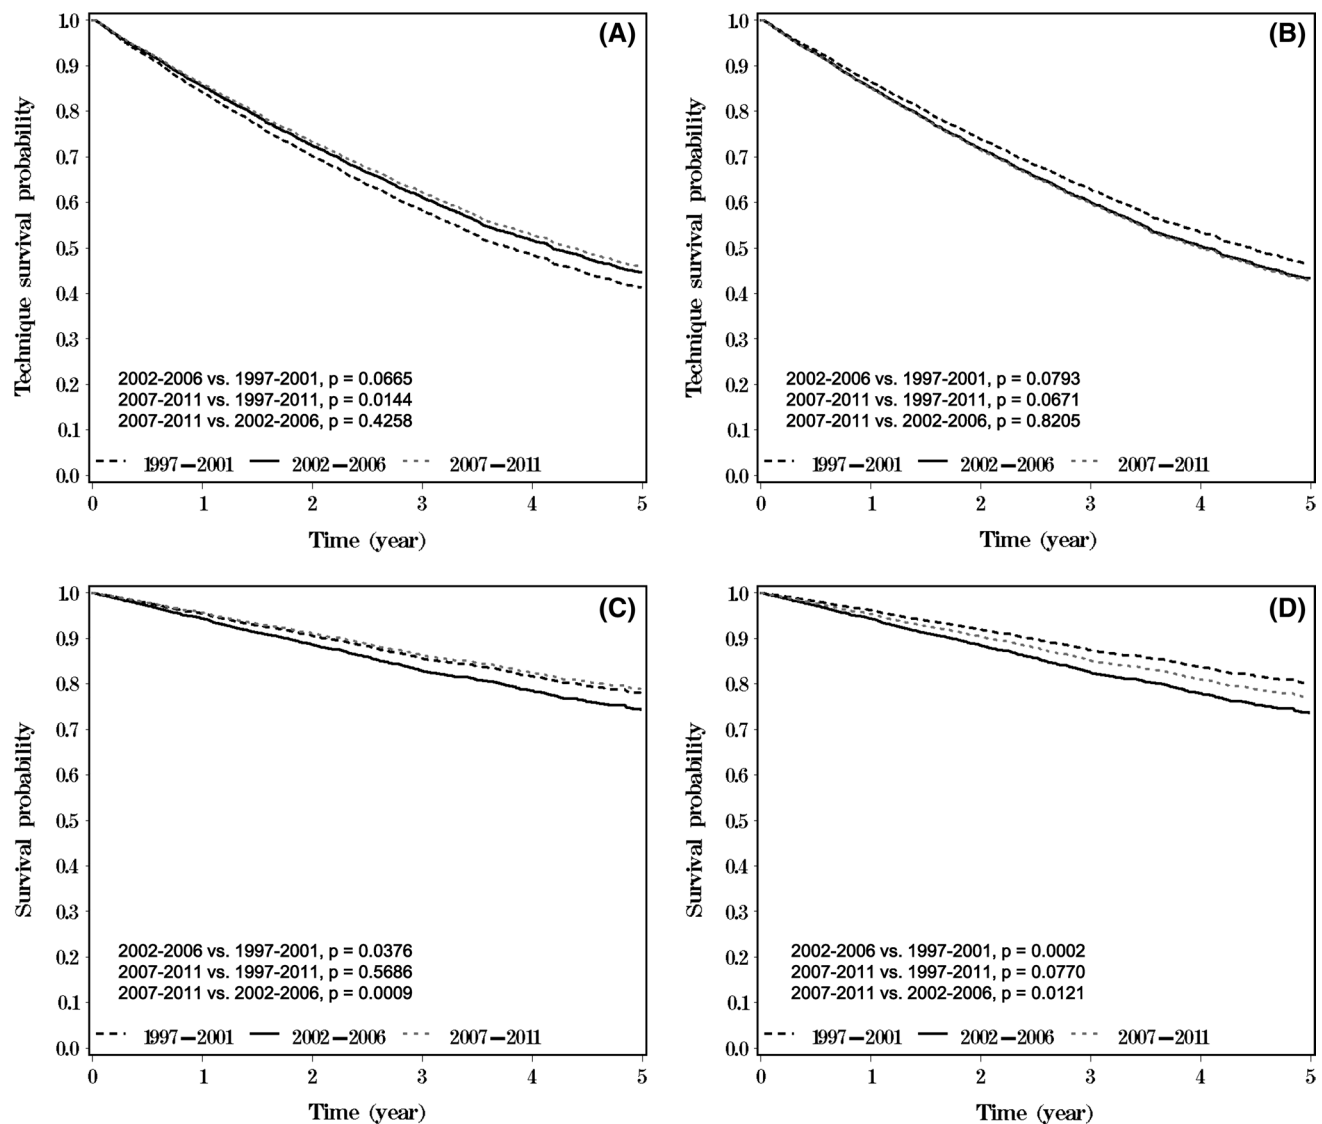 (A)
Technique survival probability
1.0
0.9
0.8
0.7
0.6
0.5
0.4
0.3
0.2
0.1
0.0
2002-2006 vs. 1997-2001, p = 0.0665
2007-2011 vs. 1997-2011, p = 0.0144
2007-2011 vs. 2002-2006, p = 0.4258
1997–2001 2002–2006 2007–2011
0 1 2 3 4 5
Time (year)
(B)
Technique survival probability
1.0
0.9
0.8
0.7
0.6
0.5
0.4
0.3
0.2
0.1
0.0
2002-2006 vs. 1997-2001, p = 0.0793
2007-2011 vs. 1997-2011, p = 0.0671
2007-2011 vs. 2002-2006, p = 0.8205
1997–2001 2002–2006 2007–2011
0 1 2 3 4 5
Time (year)
(C)
Survival probability
1.0
0.9
0.8
0.7
0.6
0.5
0.4
0.3
0.2
0.1
0.0
2002-2006 vs. 1997-2001, p = 0.0376
2007-2011 vs. 1997-2011, p = 0.5686
2007-2011 vs. 2002-2006, p = 0.0009
1997–2001 2002–2006 2007–2011
0 1 2 3 4 5
Time (year)
(D)
Survival probability
1.0
0.9
0.8
0.7
0.6
0.5
0.4
0.3
0.2
0.1
0.0
2002-2006 vs. 1997-2001, p = 0.0002
2007-2011 vs. 1997-2011, p = 0.0770
2007-2011 vs. 2002-2006, p = 0.0121
1997–2001 2002–2006 2007–2011
0 1 2 3 4 5
Time (year)